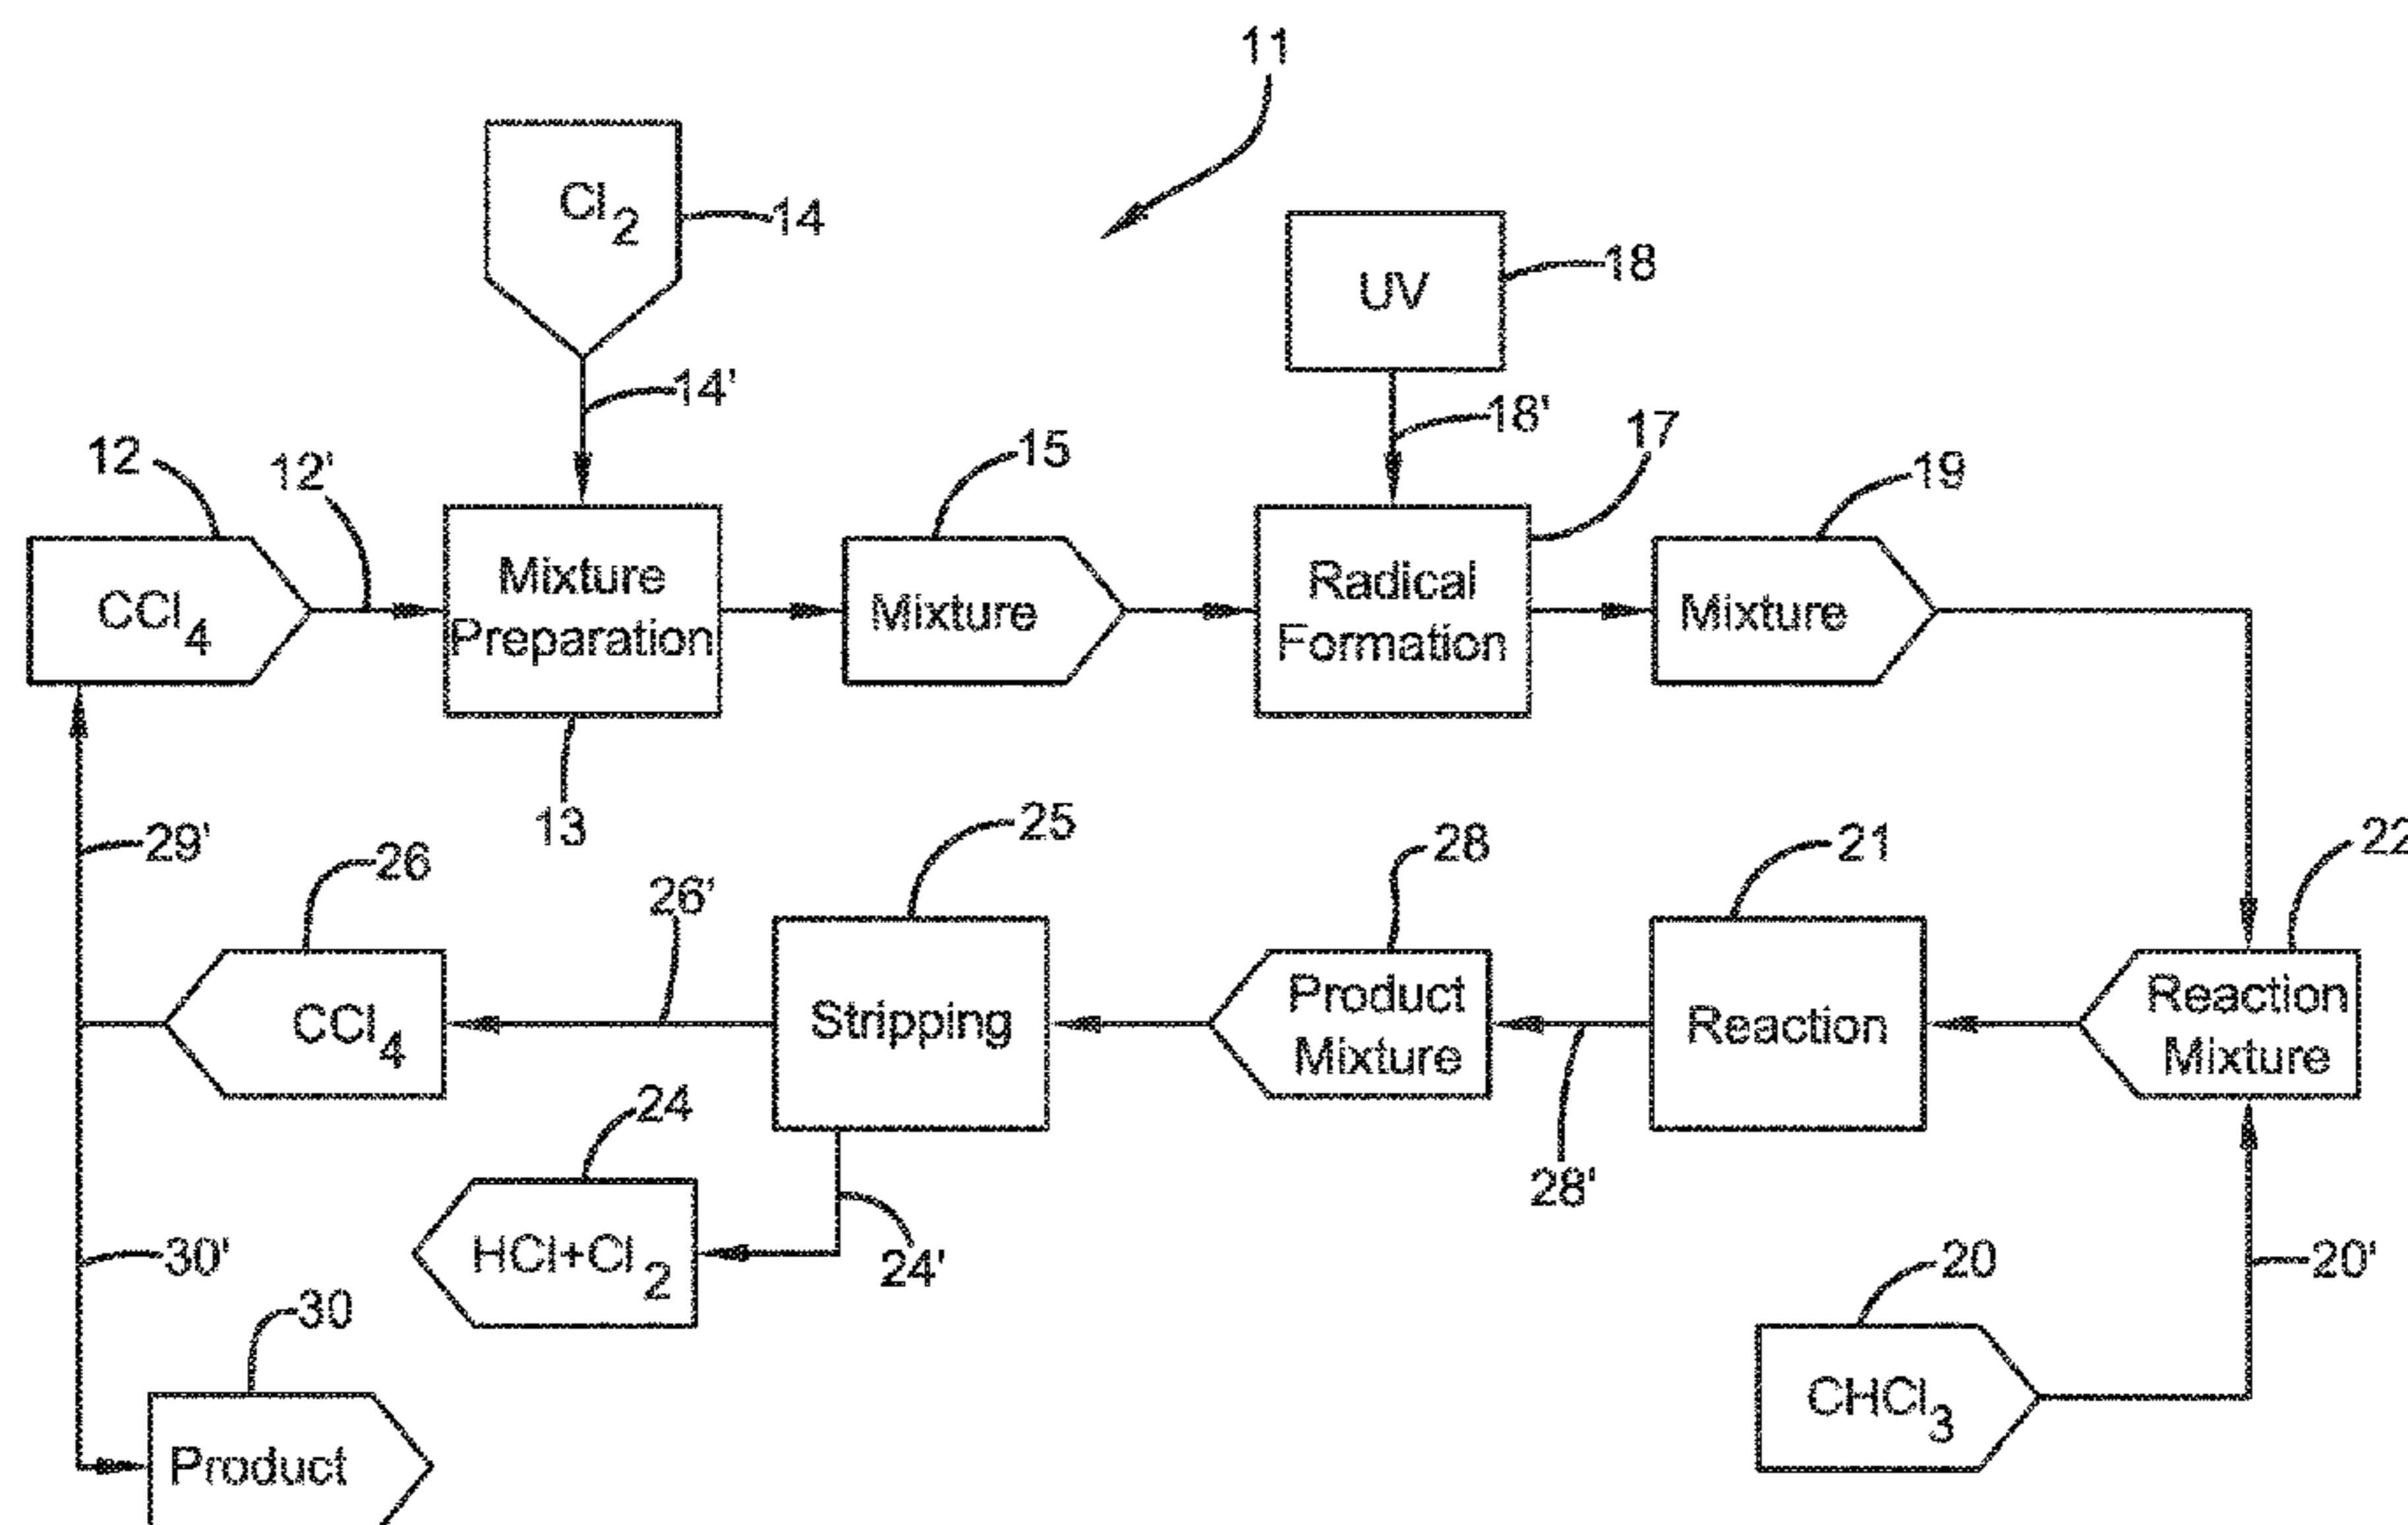 11
Cl2
14
UV
18
14'
18'
17
12
12'
15
19
CCl4
Mixture
Preparation
Mixture
Radical
Formation
Mixture
13
29'
26
26'
25
28
21
22
CCl4
Stripping
Product
Mixture
Reaction
Reaction
Mixture
24
28'
HCl+Cl2
24'
30'
20
20'
30
CHCl3
Product